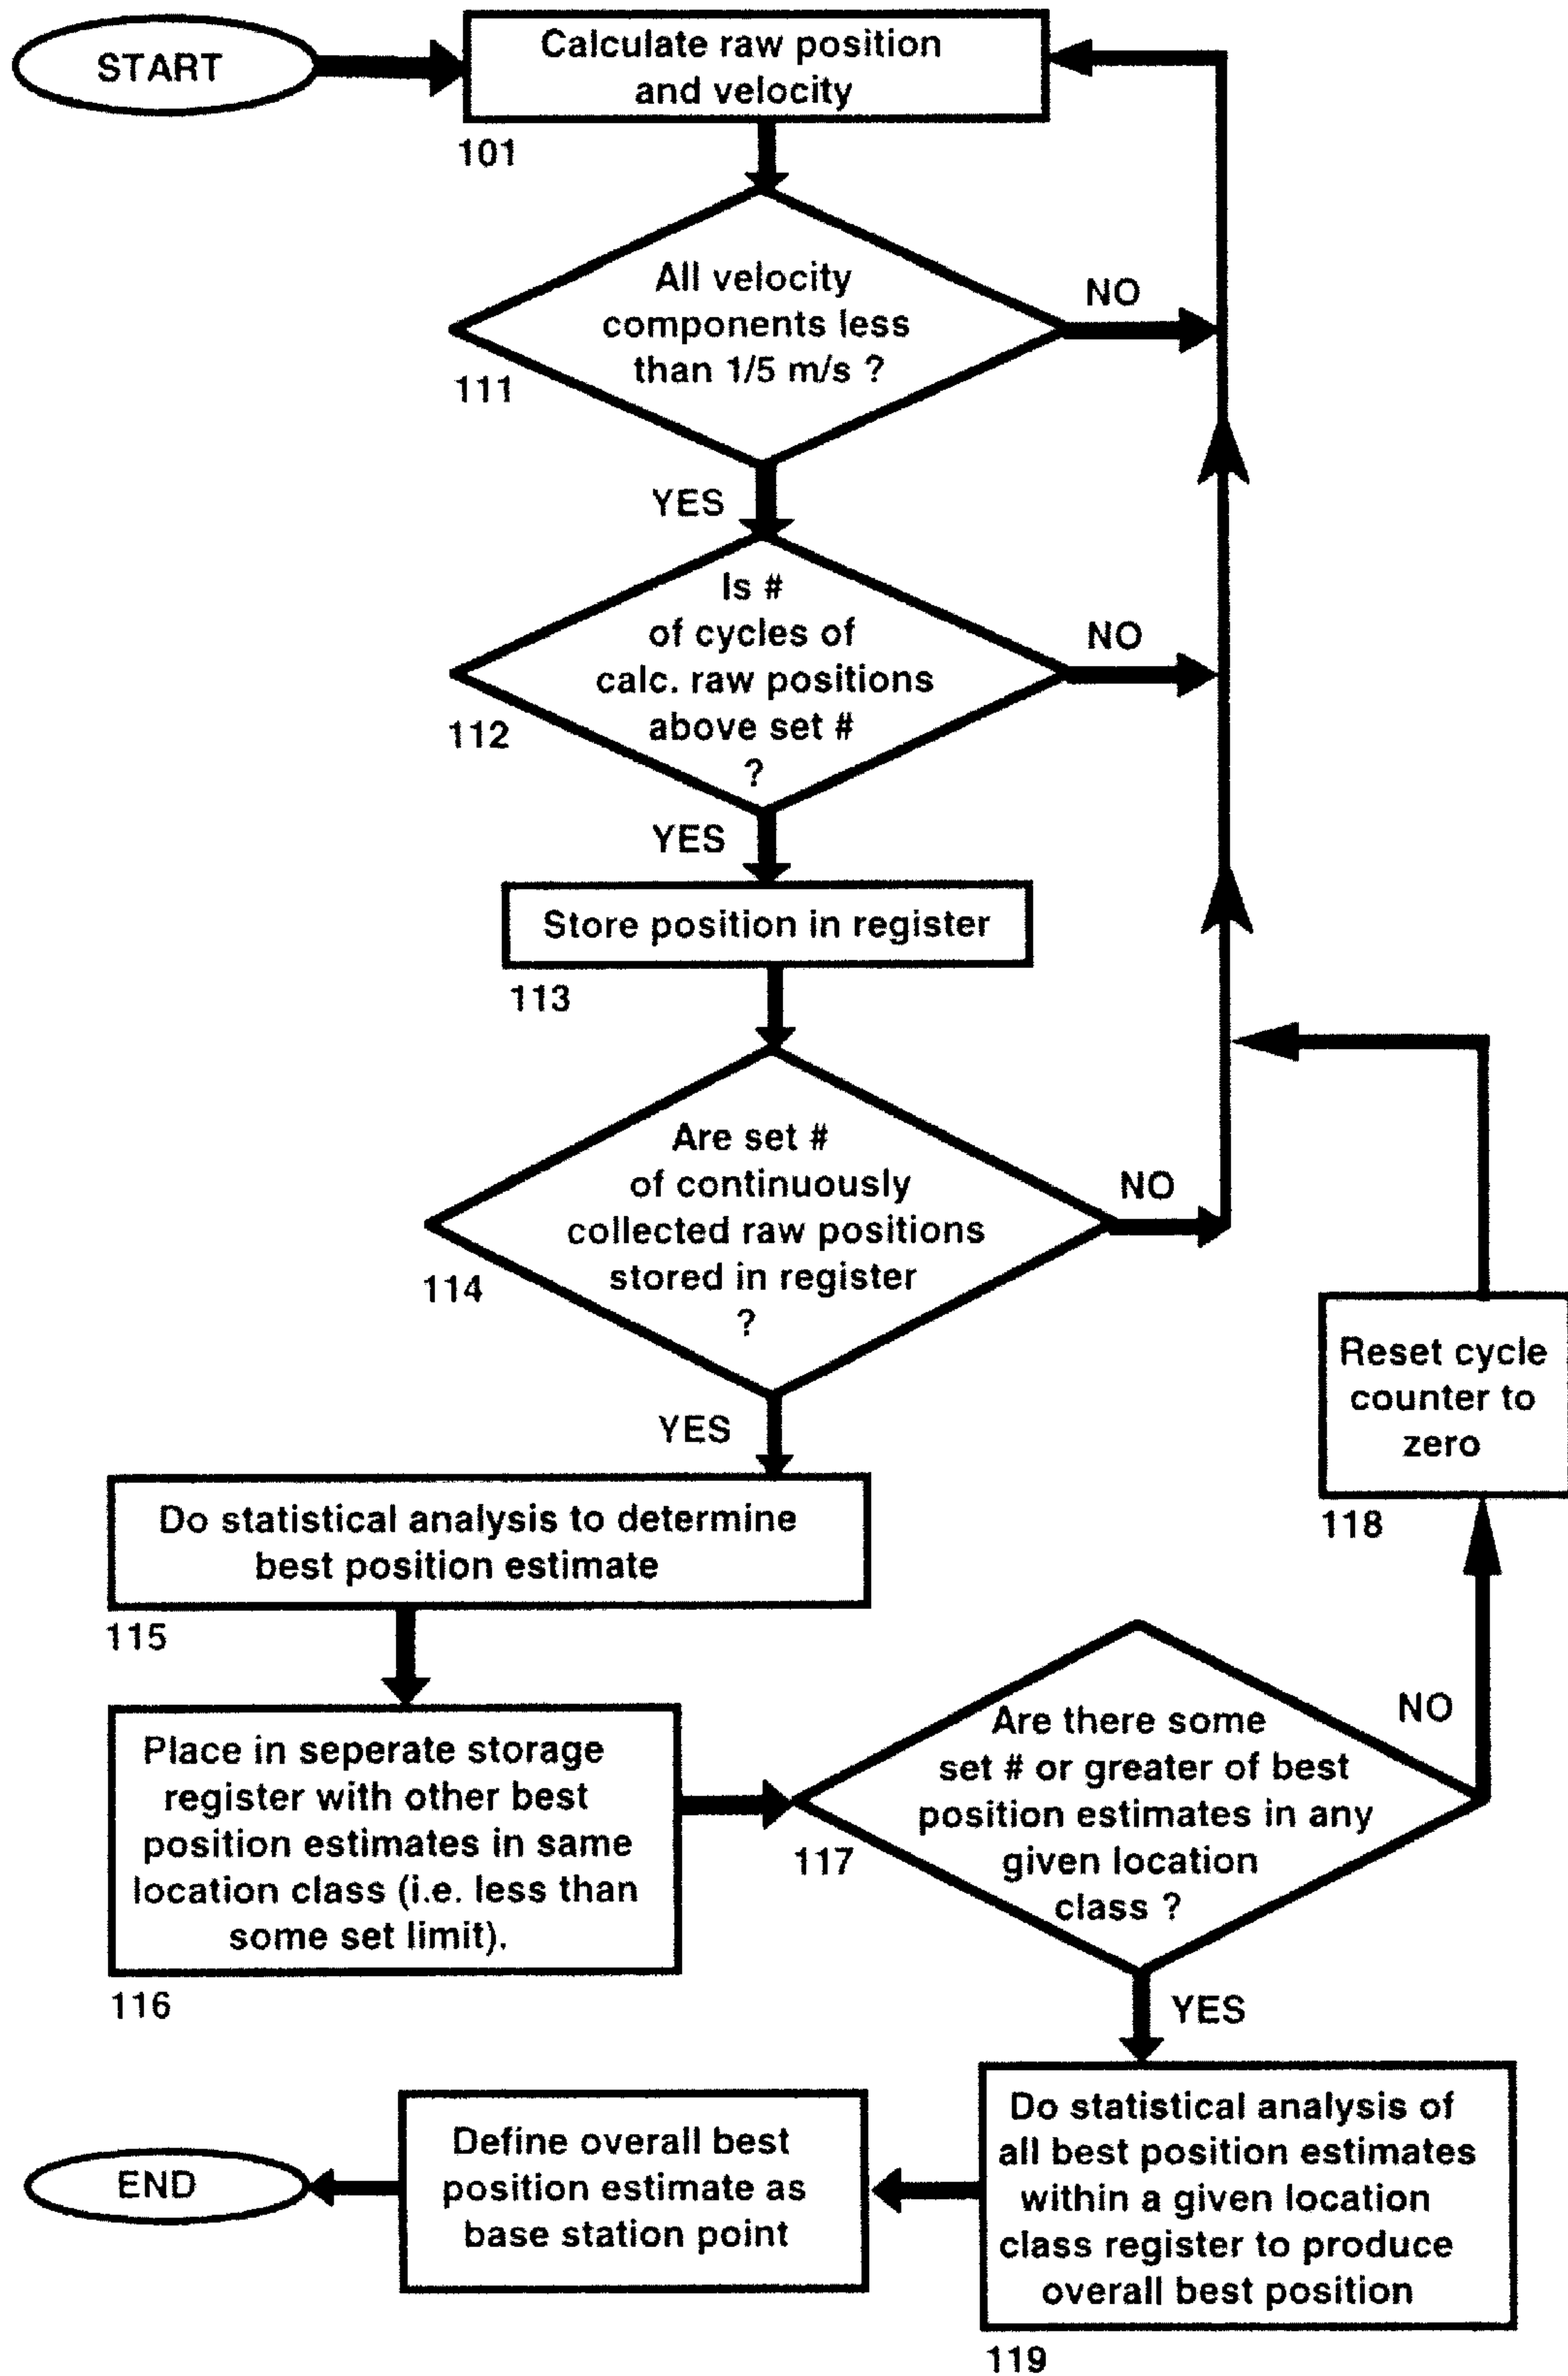 START
Calculate raw position
and velocity
101
All velocity
components less
than 1/5 m/s ?
111
NO
YES
Is #
of cycles of
calc. raw positions
above set #
?
112
NO
YES
Store position in register
113
Are set #
of continuously
collected raw positions
stored in register
?
114
NO
YES
Reset cycle
counter to
zero
118
Do statistical analysis to determine
best position estimate
115
Place in seperate storage
register with other best
position estimates in same
location class (i.e. less than
some set limit).
116
Are there some
set # or greater of best
position estimates in any
given location
class ?
117
NO
YES
Do statistical analysis of
all best position estimates
within a given location
class register to produce
overall best position
119
Define overall best
position estimate as
base station point
END